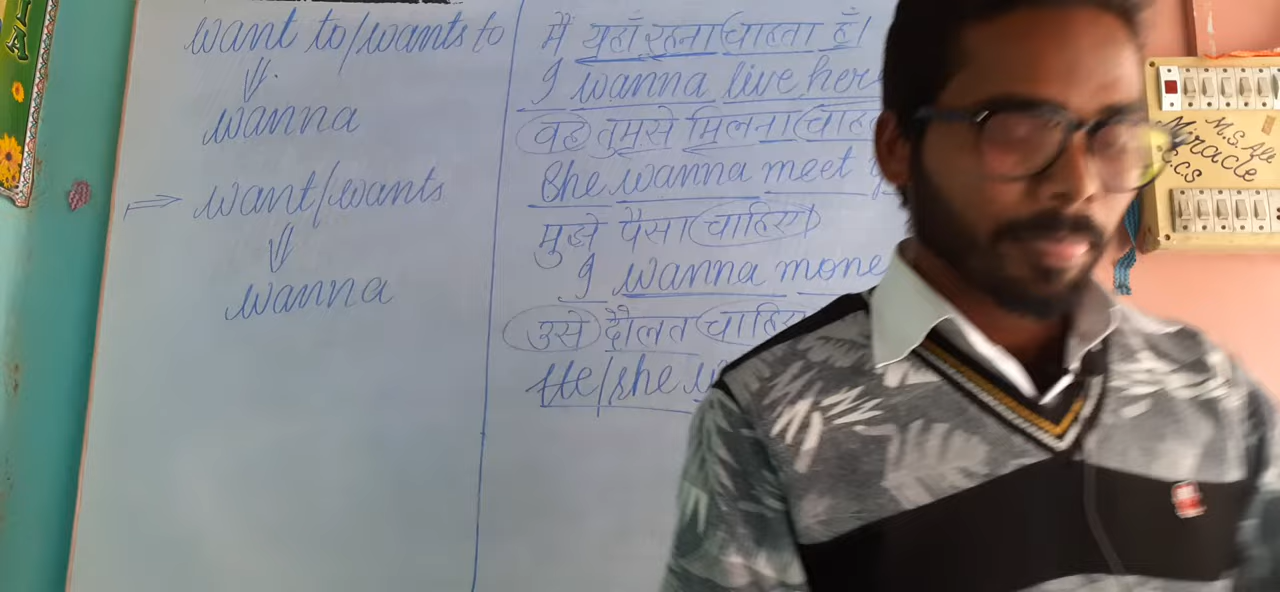 want to/wants to
wanna
want/wants
wanna
मैं यहाँ रहना चाहता हूँ।
I wanna live here
वह तुमसे मिलना
She wanna meet
मुझे पैसा चाहिए
I wanna
उसे दौलत चाहिए
He/she
M.S. Ali
Miracle